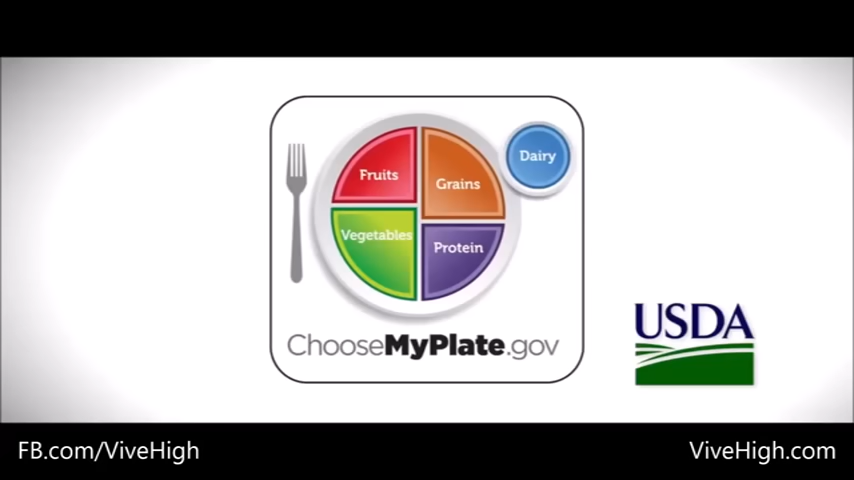 Fruits
Grains
Dairy
Vegetables
Protein
ChooseMyPlate.gov
USDA
FB.com/ViveHigh
ViveHigh.com